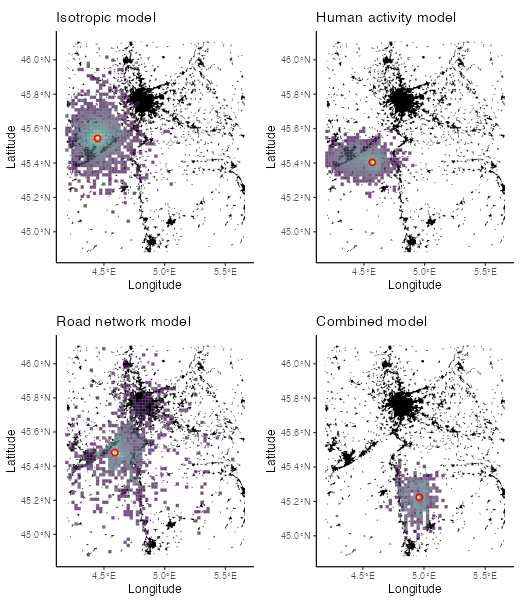 Isotropic model
Human activity model
46.0°N
45.8°N
45.6°N
45.4°N
45.2°N
45.0°N
Latitude
4.5°E
5.0°E
5.5°E
Longitude
46.0°N
45.8°N
45.6°N
45.4°N
45.2°N
45.0°N
Latitude
4.5°E
5.0°E
5.5°E
Longitude
Road network model
Combined model
46.0°N
45.8°N
45.6°N
45.4°N
45.2°N
45.0°N
Latitude
4.5°E
5.0°E
5.5°E
Longitude
46.0°N
45.8°N
45.6°N
45.4°N
45.2°N
45.0°N
Latitude
4.5°E
5.0°E
5.5°E
Longitude